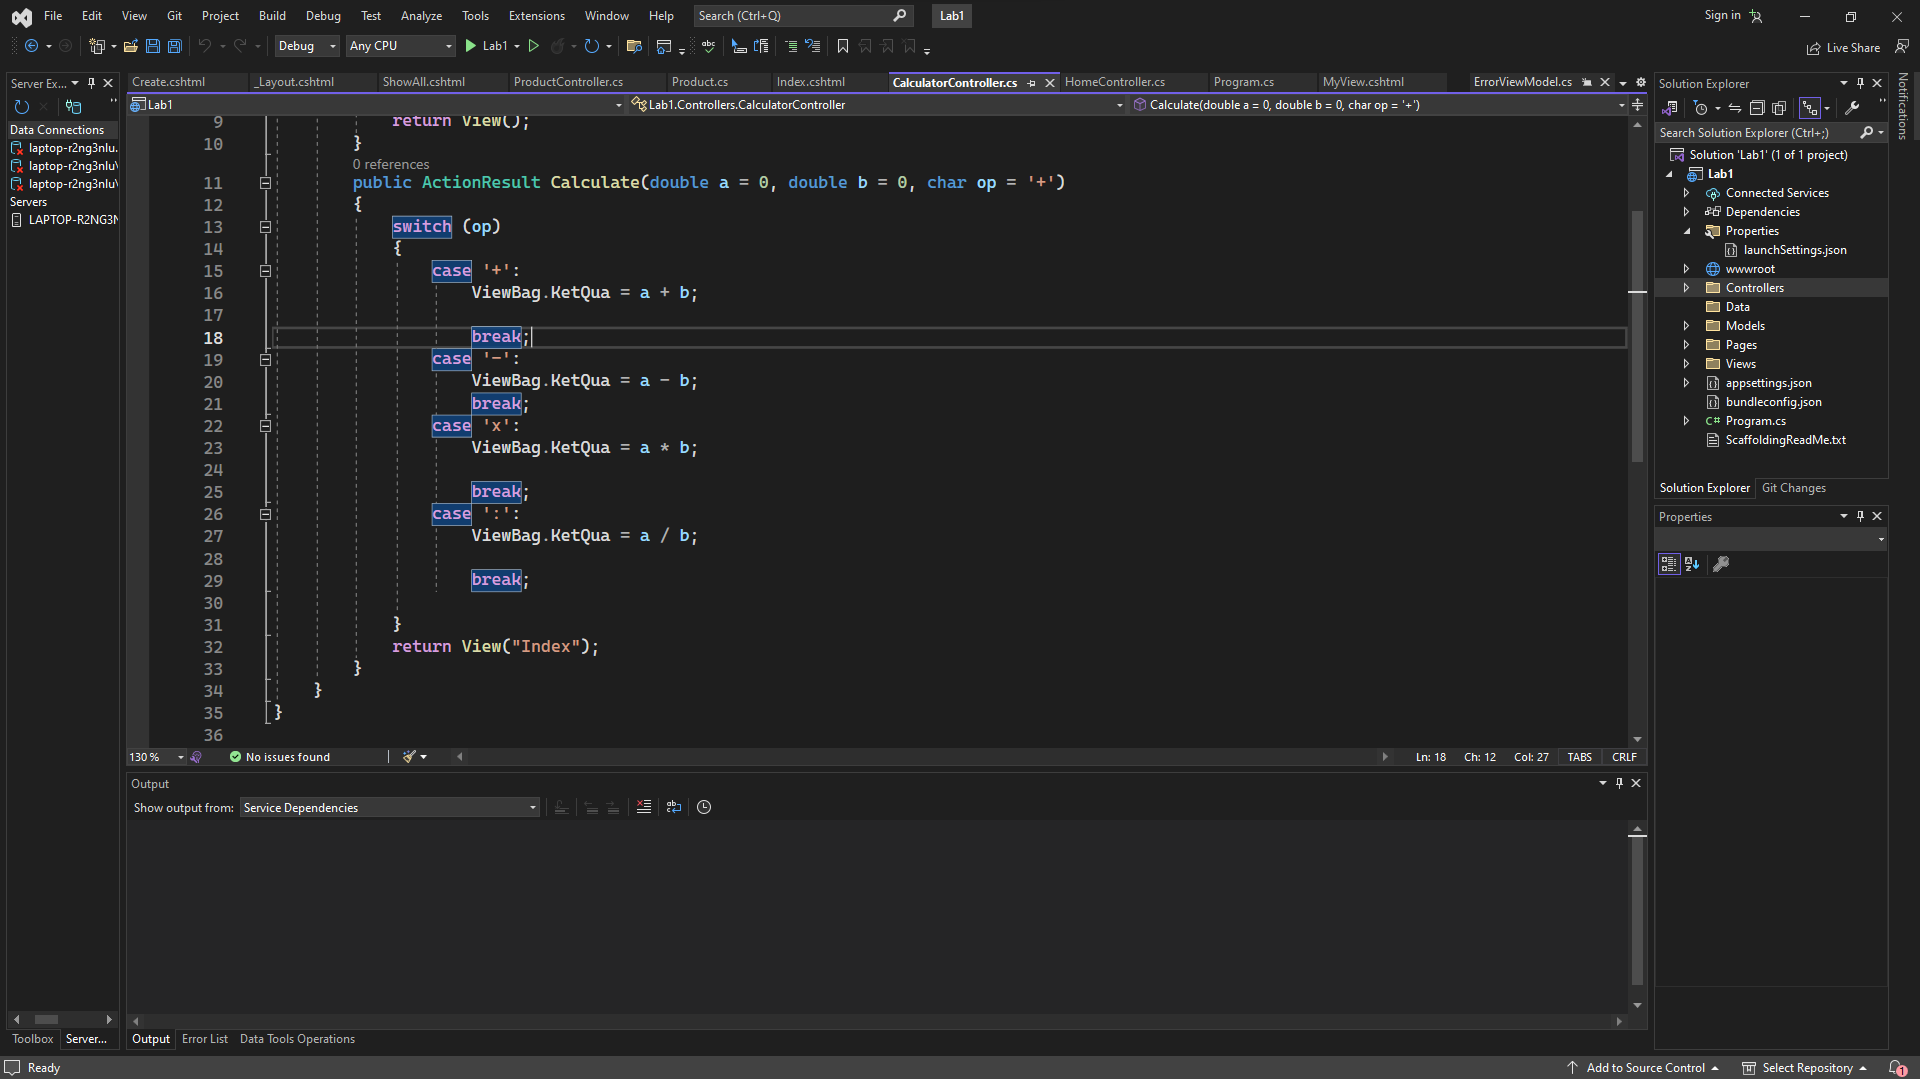 File Edit View Git Project Build Debug Test Analyze Tools Extensions Window Help Search (Ctrl+Q) Lab1 Sign in
Debug Any CPU Lab1 Live Share
Server Ex...
Data Connections
laptop-r2ng3nlu.
laptop-r2ng3nlu\
laptop-r2ng3nlu\
Servers
LAPTOP-R2NG3N
Toolbox Server...
Create.cshtml _Layout.cshtml ShowAll.cshtml ProductController.cs Product.cs Index.cshtml CalculatorController.cs HomeController.cs Program.cs MyView.cshtml ErrorViewModel.cs
Lab1 Lab1.Controllers.CalculatorController Calculate(double a = 0, double b = 0, char op = '+')
9 return View();
10 }
0 references
11 public ActionResult Calculate(double a = 0, double b = 0, char op = '+')
12 {
13 switch (op)
14 {
15 case '+':
16 ViewBag.KetQua = a + b;
17
18 break;
19 case '-':
20 ViewBag.KetQua = a - b;
21 break;
22 case 'x':
23 ViewBag.KetQua = a * b;
24
25 break;
26 case ':':
27 ViewBag.KetQua = a / b;
28
29 break;
30
31 }
32 return View("Index");
33 }
34 }
35 }
36
130 % No issues found Ln: 18 Ch: 12 Col: 27 TABS CRLF
Output
Show output from: Service Dependencies
Output Error List Data Tools Operations
Solution Explorer
Search Solution Explorer (Ctrl+;)
Solution 'Lab1' (1 of 1 project)
Lab1
Connected Services
Dependencies
Properties
launchSettings.json
wwwroot
Controllers
Data
Models
Pages
Views
appsettings.json
bundleconfig.json
C# Program.cs
ScaffoldingReadMe.txt
Solution Explorer Git Changes
Properties
Notifications
Ready Add to Source Control Select Repository 1